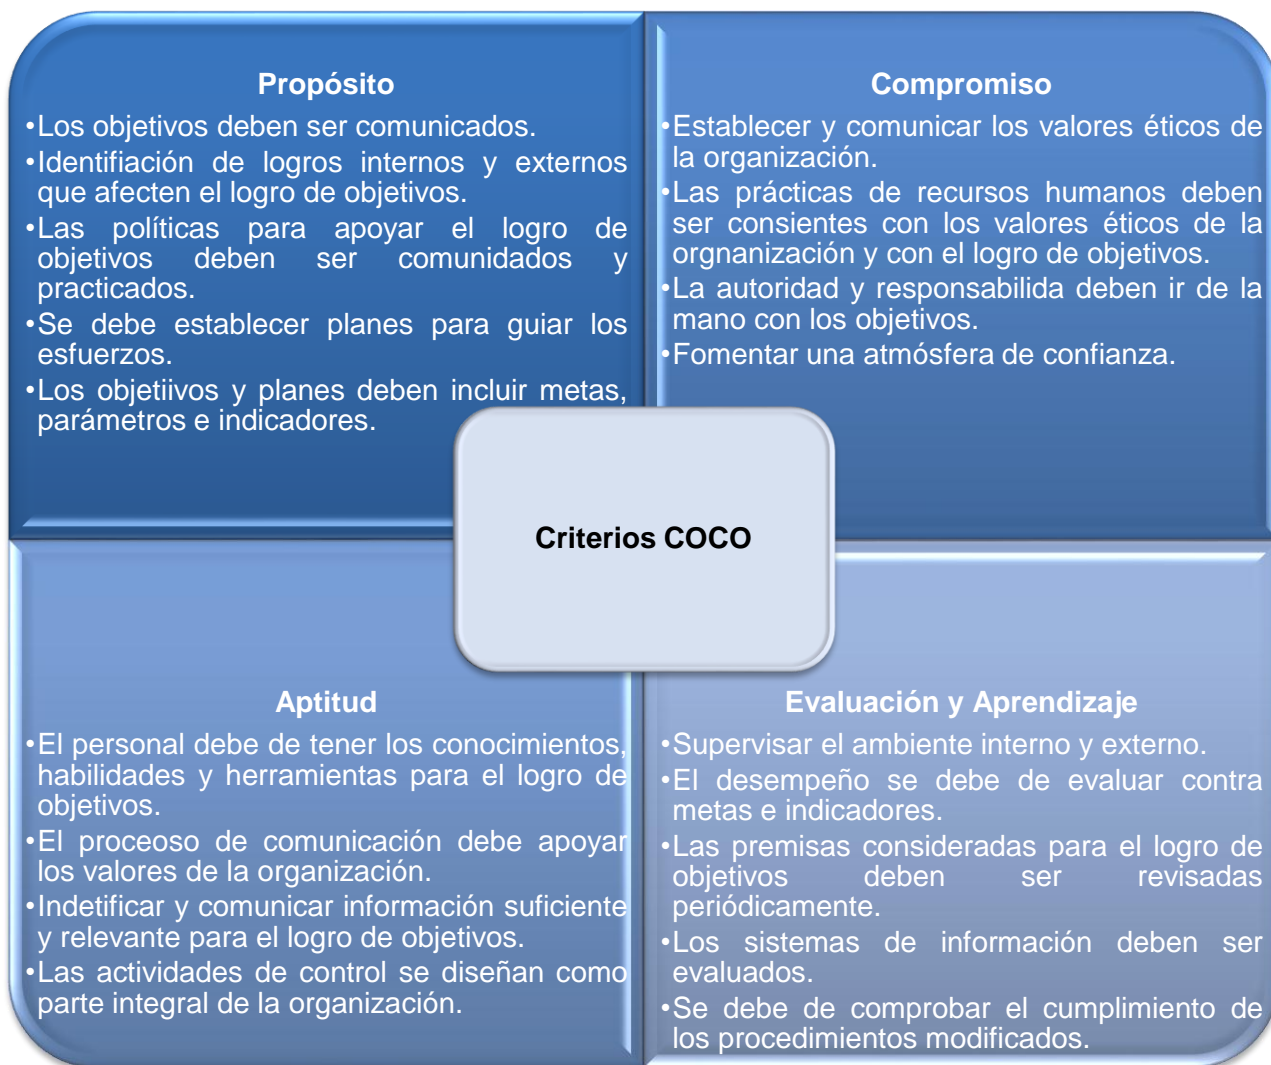 Propósito
•Los objetivos deben ser comunicados.
•Identifiación de logros internos y externos
que afecten el logro de objetivos.
•Las políticas para apoyar el logro de
objetivos deben ser comunidados y
practicados.
•Se debe establecer planes para guiar los
esfuerzos.
•Los objetiivos y planes deben incluir metas,
parámetros e indicadores.
Compromiso
•Establecer y comunicar los valores éticos de
la organización.
•Las prácticas de recursos humanos deben
ser consientes con los valores éticos de la
orgnanización y con el logro de objetivos.
•La autoridad y responsabilida deben ir de la
mano con los objetivos.
•Fomentar una atmósfera de confianza.
Criterios COCO
Aptitud
•El personal debe de tener los conocimientos,
habilidades y herramientas para el logro de
objetivos.
•El proceoso de comunicación debe apoyar
los valores de la organización.
•Indetificar y comunicar información suficiente
y relevante para el logro de objetivos.
•Las actividades de control se diseñan como
parte integral de la organización.
Evaluación y Aprendizaje
•Supervisar el ambiente interno y externo.
•El desempeño se debe de evaluar contra
metas e indicadores.
•Las premisas consideradas para el logro de
objetivos deben ser revisadas
periódicamente.
•Los sistemas de información deben ser
evaluados.
•Se debe de comprobar el cumplimiento de
los procedimientos modificados.